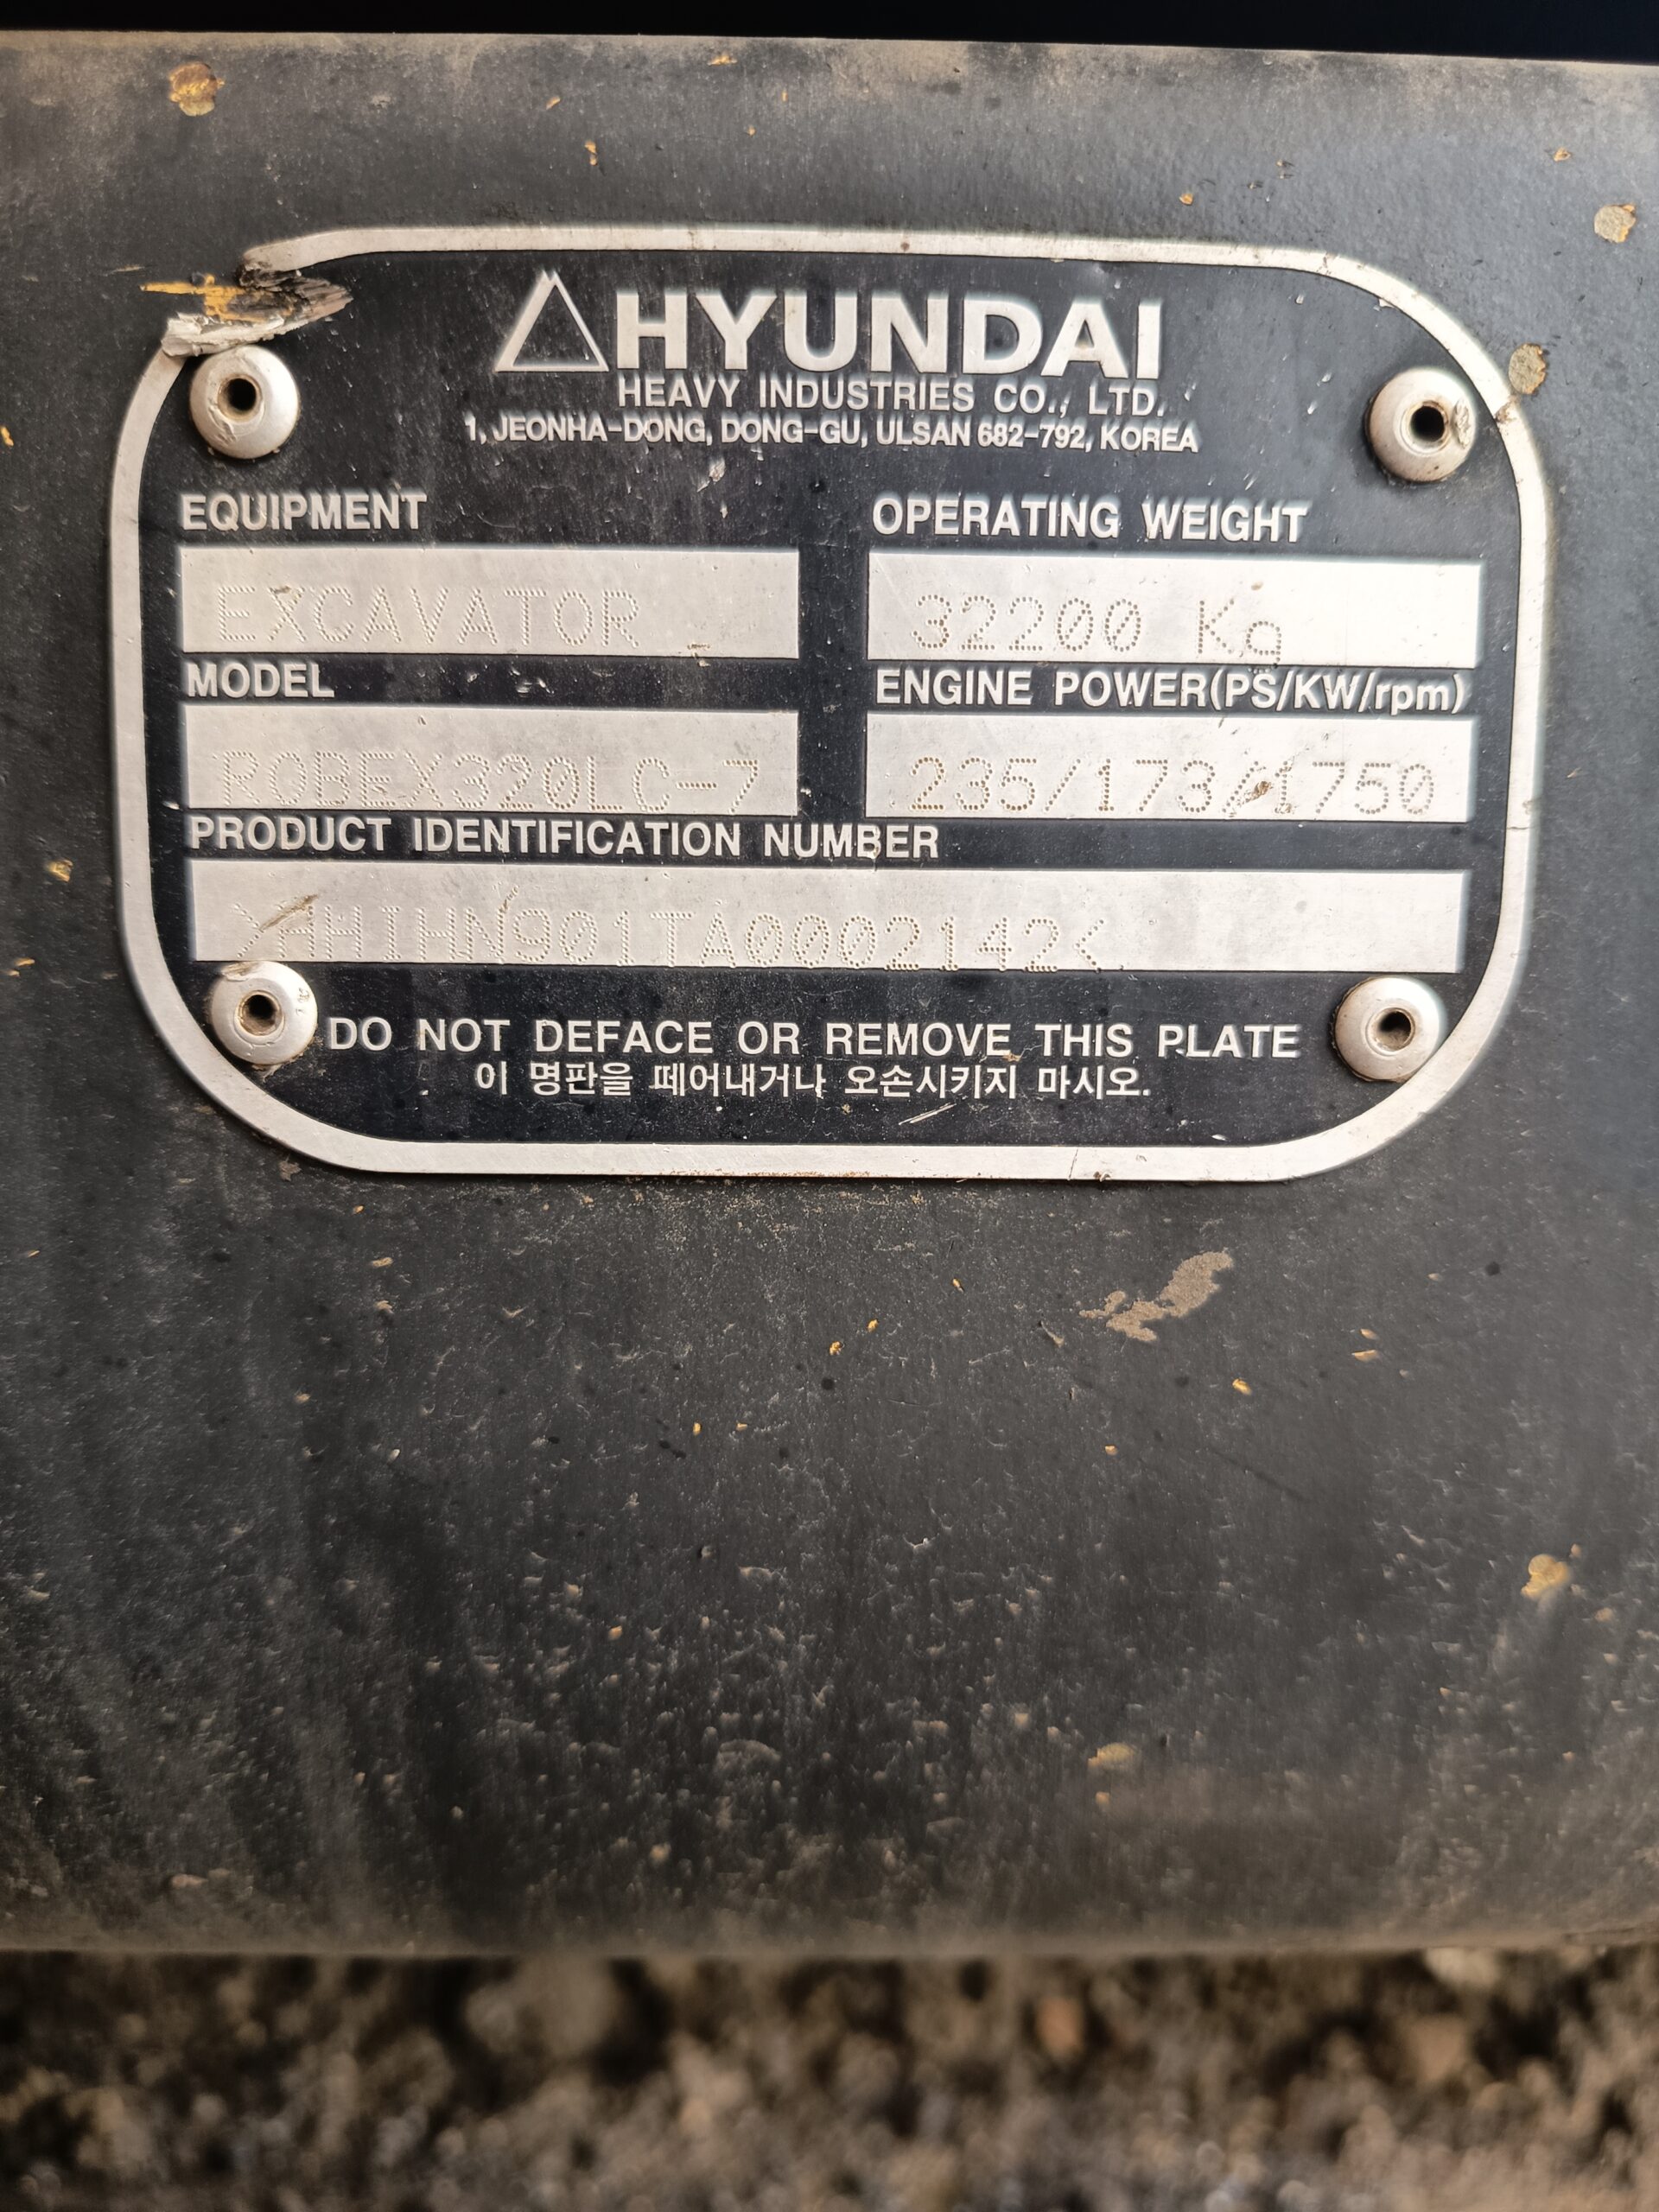 HYUNDAI
HEAVY INDUSTRIES CO., LTD.
1, JEONHA-DONG, DONG-GU, ULSAN 682-792, KOREA
EQUIPMENT
EXCAVATOR
OPERATING WEIGHT
32200 Kg
MODEL
ROBEX320LC-7
ENGINE POWER(PS/KW/rpm)
235/173/1750
PRODUCT IDENTIFICATION NUMBER
>HHIHN901TA0002142<
DO NOT DEFACE OR REMOVE THIS PLATE
이 명판을 떼어내거나 오손시키지 마시오.